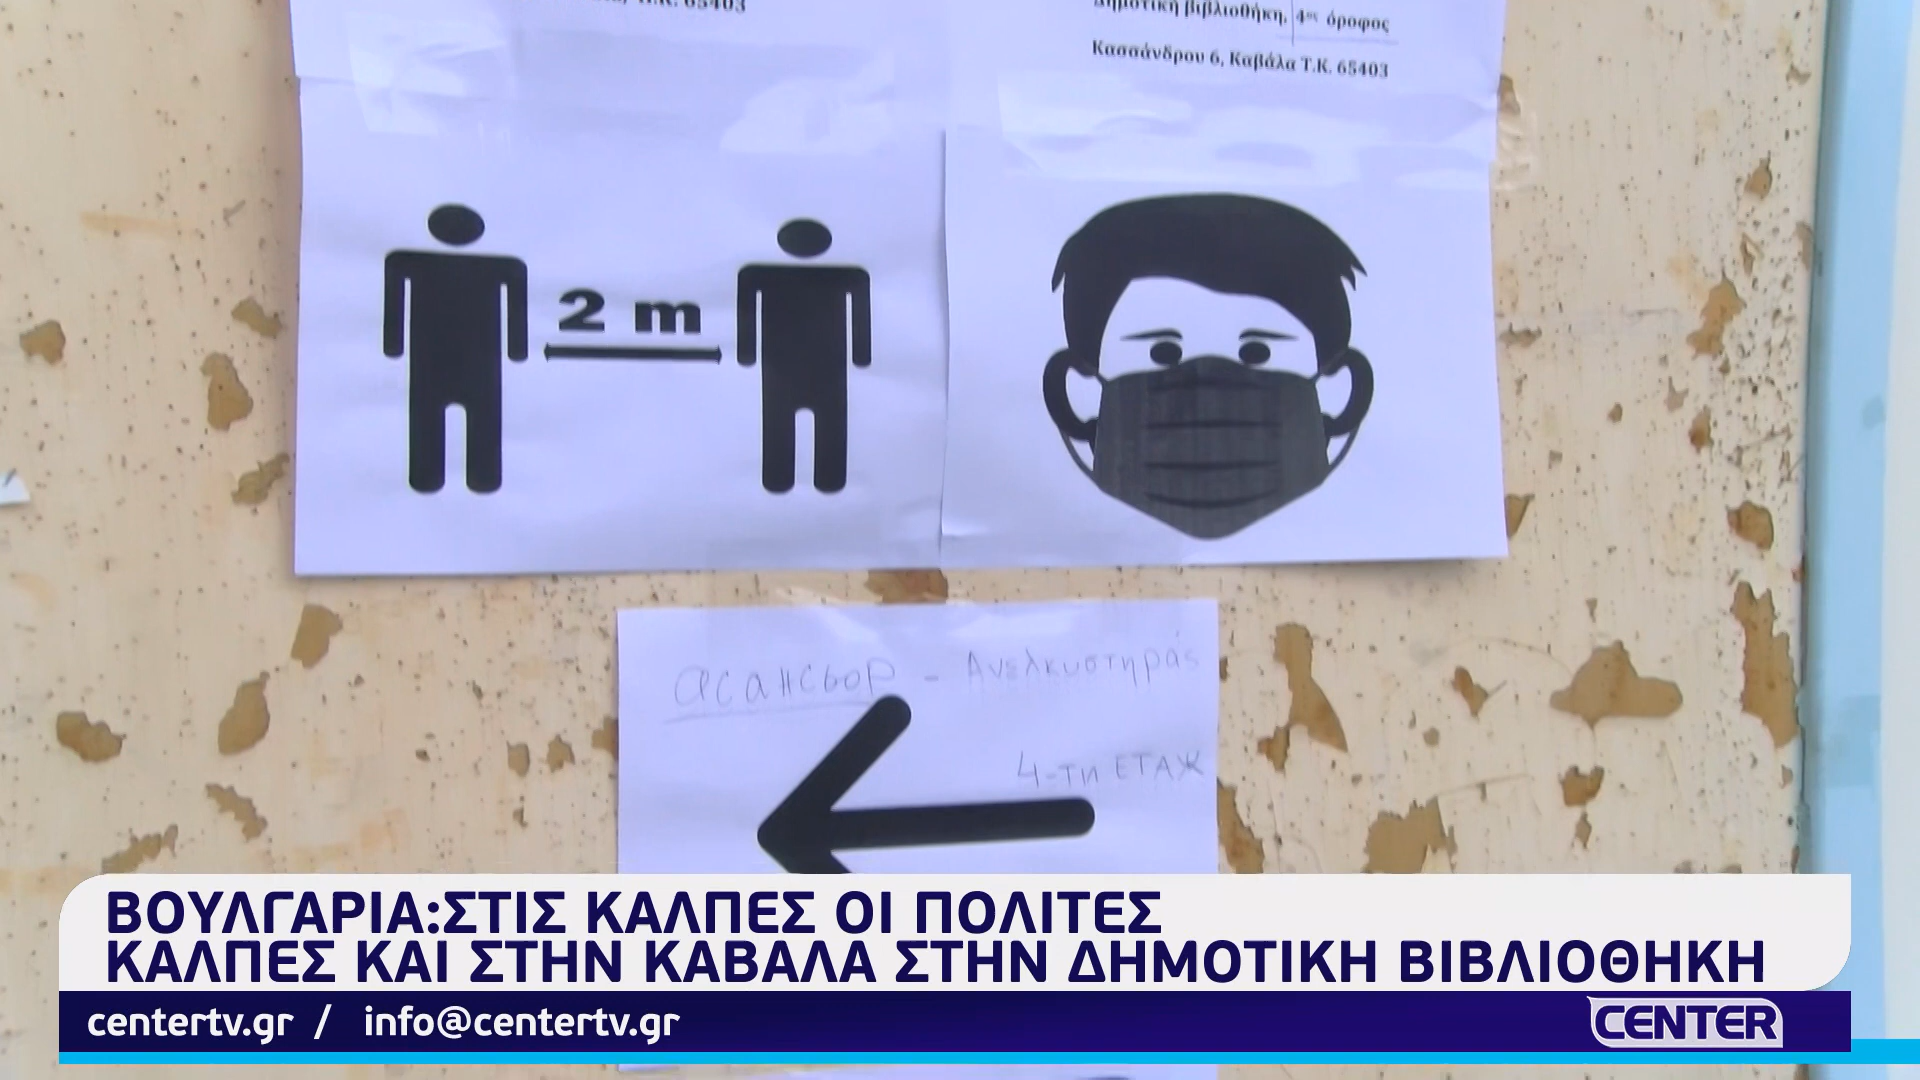 Τ.Κ. 65403
Δημοτική βιβλιοθήκη, 4ος όροφος
Κασσάνδρου 6, Καβάλα Τ.Κ. 65403
2 m
асансьор - Ανελκυστήρας
4-ти ЕТАЖ
ΒΟΥΛΓΑΡΙΑ:ΣΤΙΣ ΚΑΛΠΕΣ ΟΙ ΠΟΛΙΤΕΣ
ΚΑΛΠΕΣ ΚΑΙ ΣΤΗΝ ΚΑΒΑΛΑ ΣΤΗΝ ΔΗΜΟΤΙΚΗ ΒΙΒΛΙΟΘΗΚΗ
centertv.gr / info@centertv.gr
CENTER